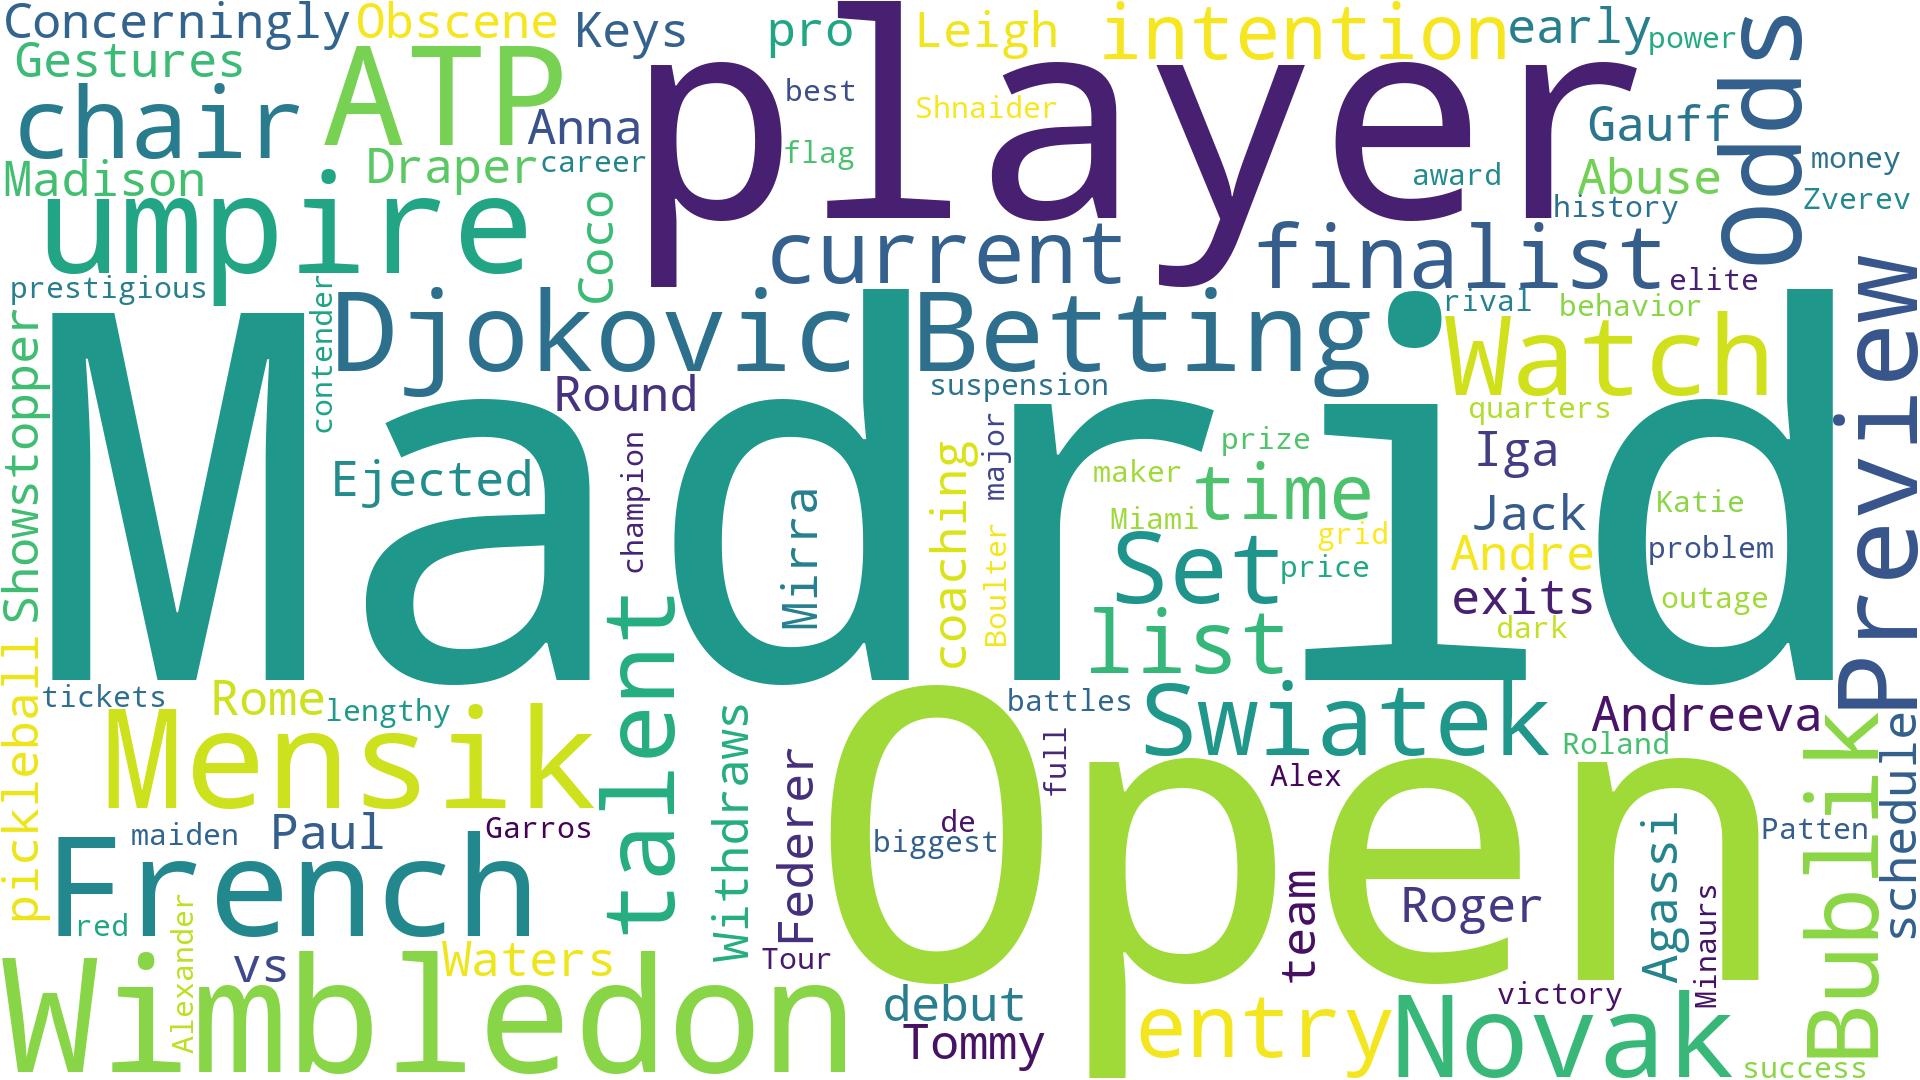 Concerningly
Obscene
Keys
pro
Leigh
intention
early
power
Gestures
ATP
player
Odds
chair
best
Shnaider
Anna
Gauff
flag
Draper
career
money
Madison
award
Abuse
Zverev
umpire
Coco
history
current
finalist
prestigious
contender
elite
Djokovic
Betting
rival
behavior
Watch
Preview
Showstopper
Madrid
Round
suspension
quarters
Ejected
champion
Mirra
coaching
major
prize
maker
time
Iga
Miami
Jack
Katie
grid
Boulter
Set
price
Andre
problem
exits
outage
list
dark
pickleball
talent
tickets
Rome
lengthy
battles
Swiatek
Andreeva
Mensik
Withdraws
Open
full
Roland
Bublik
schedule
Federer
Alex
French
maiden
Paul
Garros
de
biggest
Patten
Agassi
team
Roger
Minaurs
red
Alexander
vs
Waters
Tour
Wimbledon
debut
victory
Tommy
entry
Novak
success